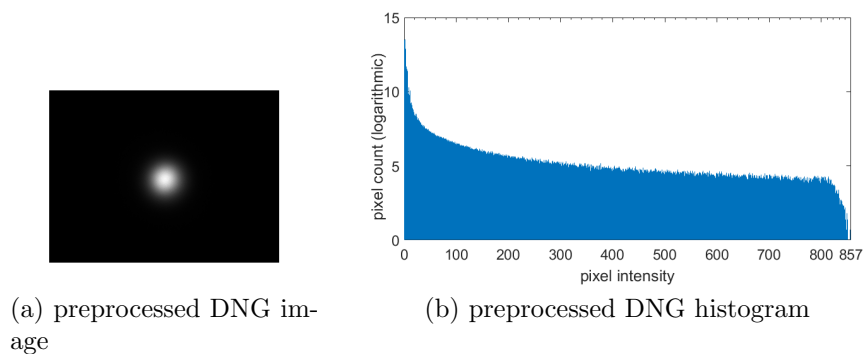 15
10
5
0
pixel count (logarithmic)
0 100 200 300 400 500 600 700 800 857
pixel intensity
(a) preprocessed DNG im-
age
(b) preprocessed DNG histogram